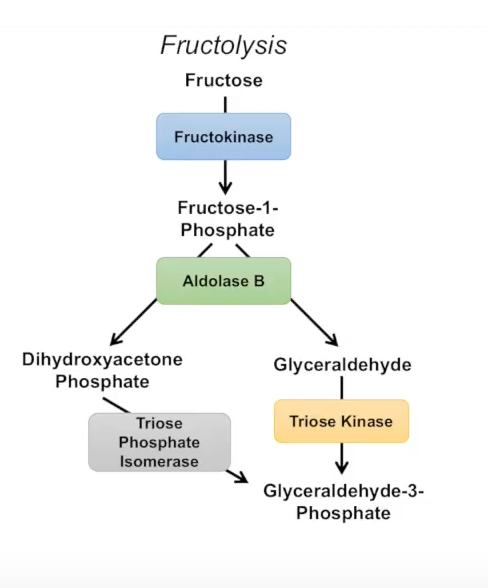 Fructolysis
Fructose
Fructokinase
Fructose-1-
Phosphate
Aldolase B
Dihydroxyacetone
Phosphate
Glyceraldehyde
Triose
Phosphate
Isomerase
Triose Kinase
Glyceraldehyde-3-
Phosphate